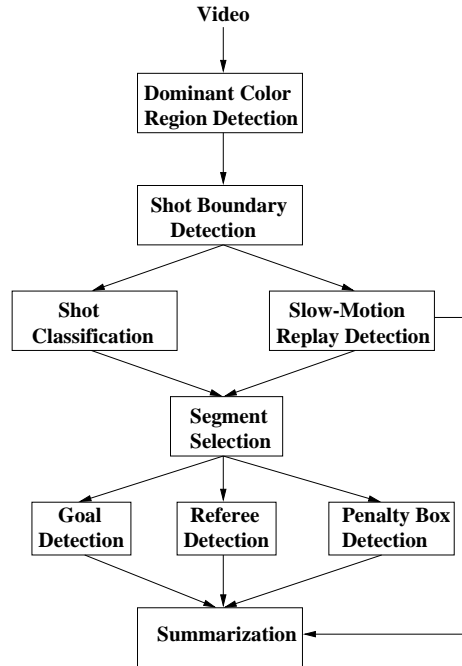 Video
Dominant Color
Region Detection
Shot Boundary
Detection
Shot
Classification
Slow-Motion
Replay Detection
Segment
Selection
Goal
Detection
Referee
Detection
Penalty Box
Detection
Summarization